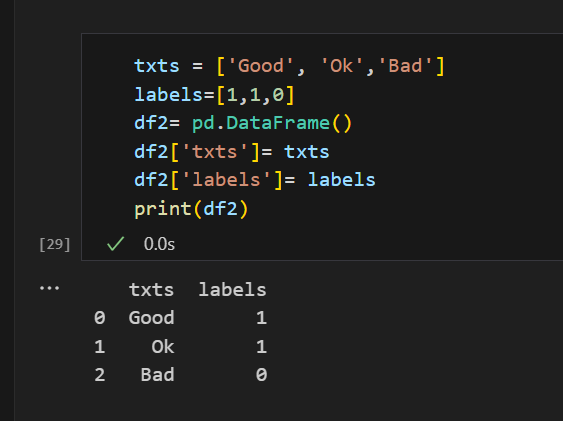 txts = ['Good', 'Ok','Bad']
labels=[1,1,0]
df2= pd.DataFrame()
df2['txts']= txts
df2['labels']= labels
print(df2)
[29] ✓ 0.0s
... txts labels
0 Good 1
1 Ok 1
2 Bad 0